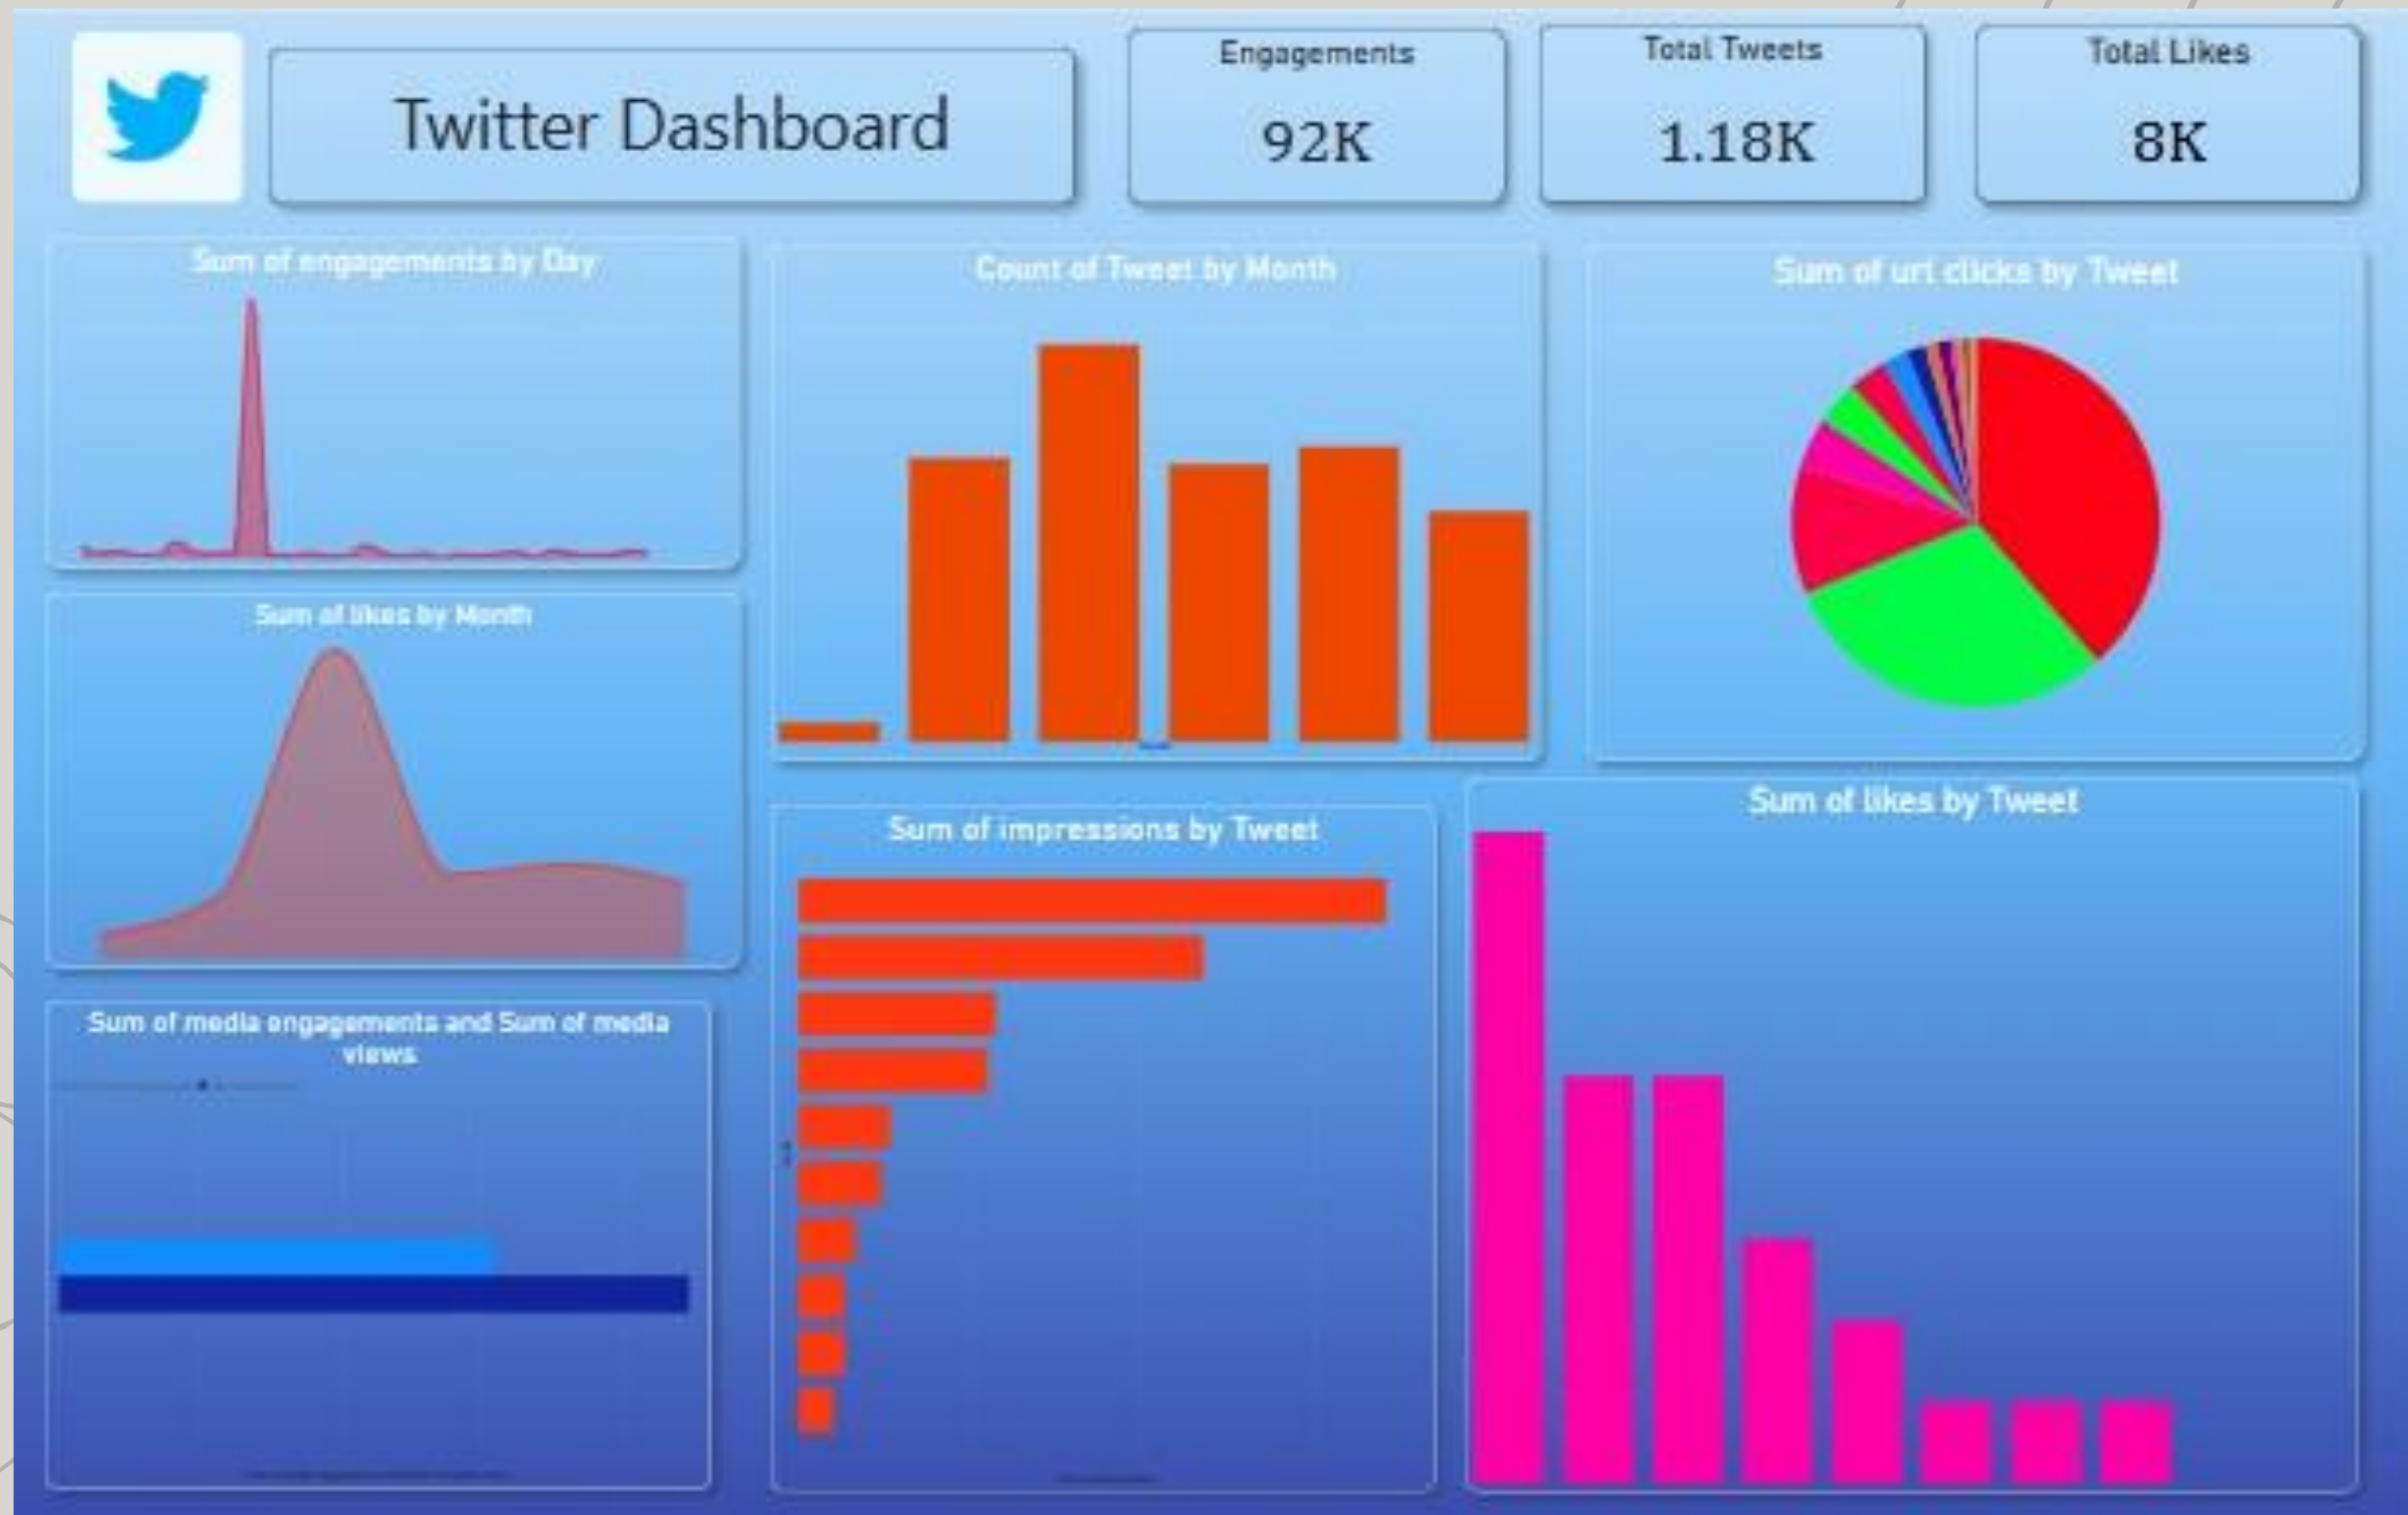 Twitter Dashboard
Engagements
92K
Total Tweets
1.18K
Total Likes
8K
Sum of engagements by Day
Count of Tweet by Month
Sum of url clicks by Tweet
Sum of likes by Month
Sum of impressions by Tweet
Sum of likes by Tweet
Sum of media engagements and Sum of media
views